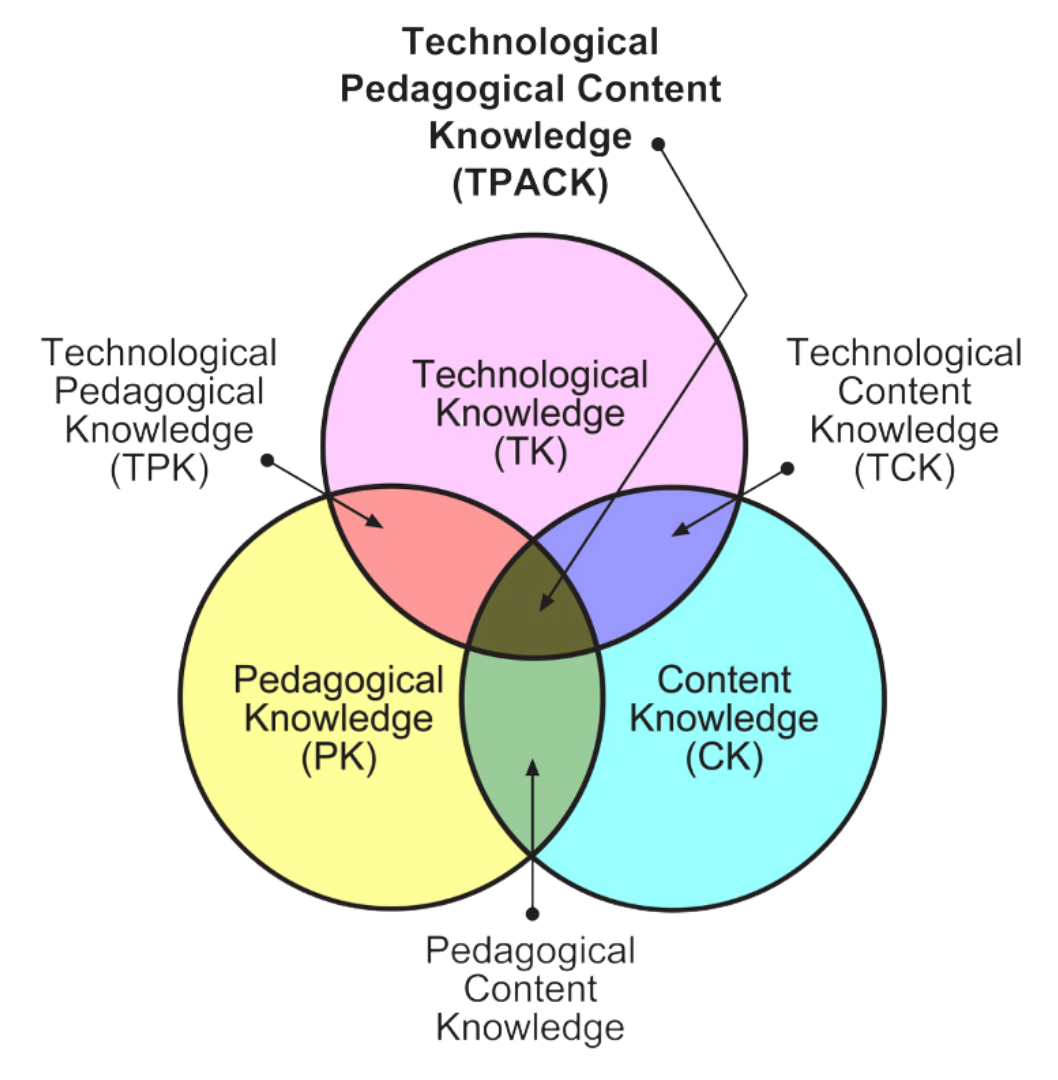 Technological
Pedagogical Content
Knowledge
(TPACK)
Technological
Pedagogical
Knowledge
(TPK)
Technological
Knowledge
(TK)
Technological
Content
Knowledge
(TCK)
Pedagogical
Knowledge
(PK)
Content
Knowledge
(CK)
Pedagogical
Content
Knowledge